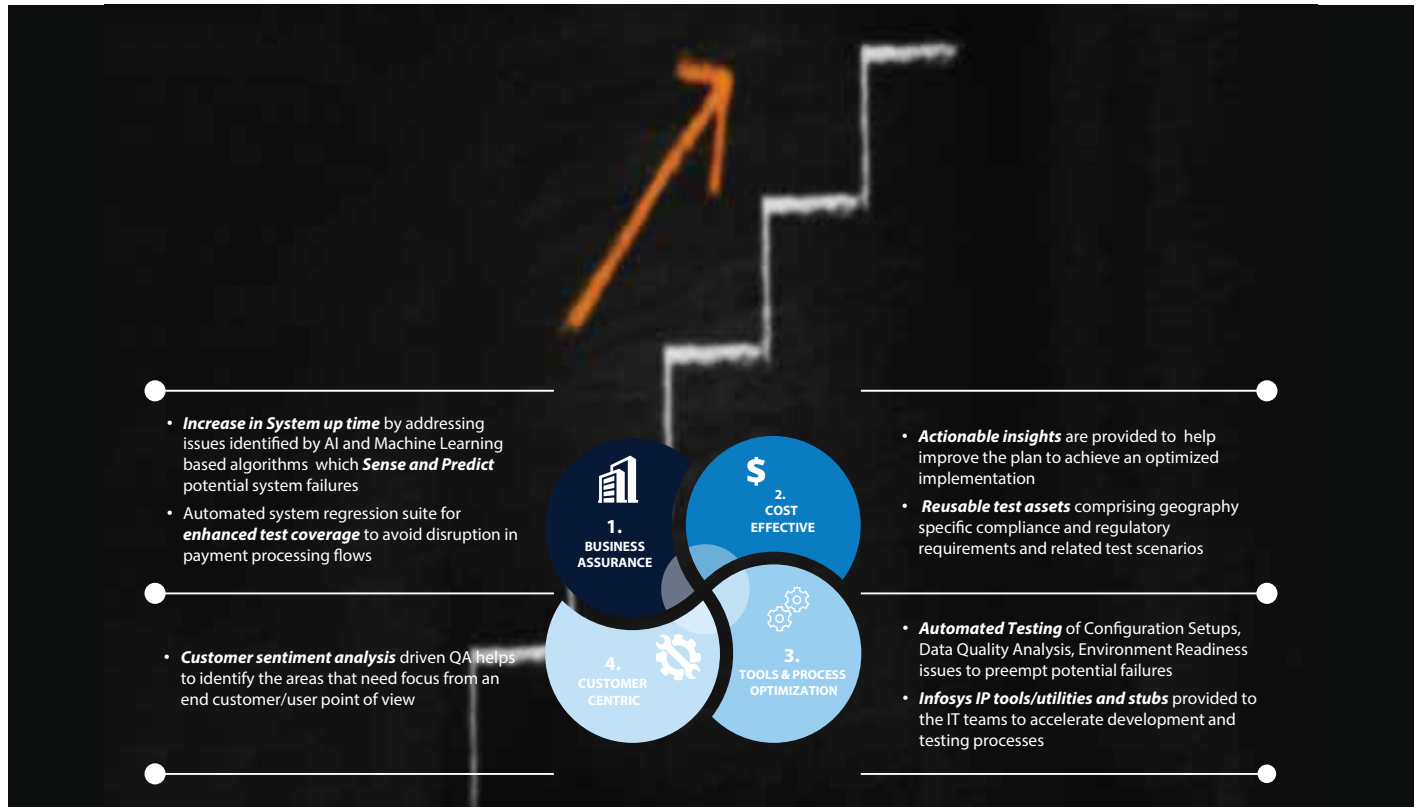 • Increase in System up time by addressing
issues identified by AI and Machine Learning
based algorithms which Sense and Predict
potential system failures
• Automated system regression suite for
enhanced test coverage to avoid disruption in
payment processing flows
1.
BUSINESS
ASSURANCE
$
2.
COST
EFFECTIVE
• Actionable insights are provided to help
improve the plan to achieve an optimized
implementation
• Reusable test assets comprising geography
specific compliance and regulatory
requirements and related test scenarios
• Customer sentiment analysis driven QA helps
to identify the areas that need focus from an
end customer/user point of view
4.
CUSTOMER
CENTRIC
3.
TOOLS & PROCESS
OPTIMIZATION
• Automated Testing of Configuration Setups,
Data Quality Analysis, Environment Readiness
issues to preempt potential failures
• Infosys IP tools/utilities and stubs provided to
the IT teams to accelerate development and
testing processes